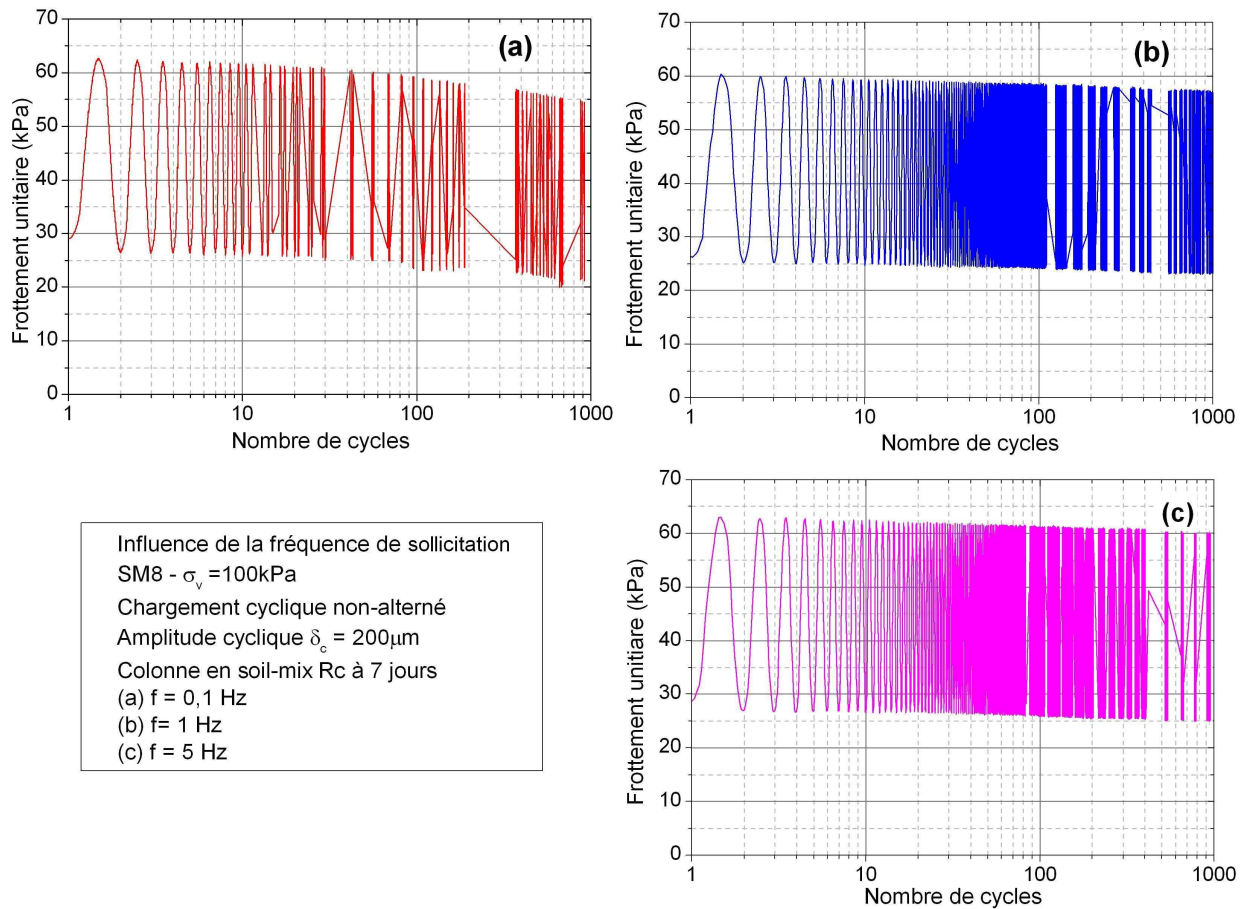 (a)
Frottement unitaire (kPa)
70
60
50
40
30
20
10
0
1
10
100
1000
Nombre de cycles
(b)
Frottement unitaire (kPa)
70
60
50
40
30
20
10
0
1
10
100
1000
Nombre de cycles
Influence de la fréquence de sollicitation
SM8 - σv =100kPa
Chargement cyclique non-alterné
Amplitude cyclique δc = 200μm
Colonne en soil-mix Rc à 7 jours
(a) f = 0,1 Hz
(b) f= 1 Hz
(c) f = 5 Hz
(c)
Frottement unitiare (kPa)
70
60
50
40
30
20
10
0
1
10
100
1000
Nombre de cycles